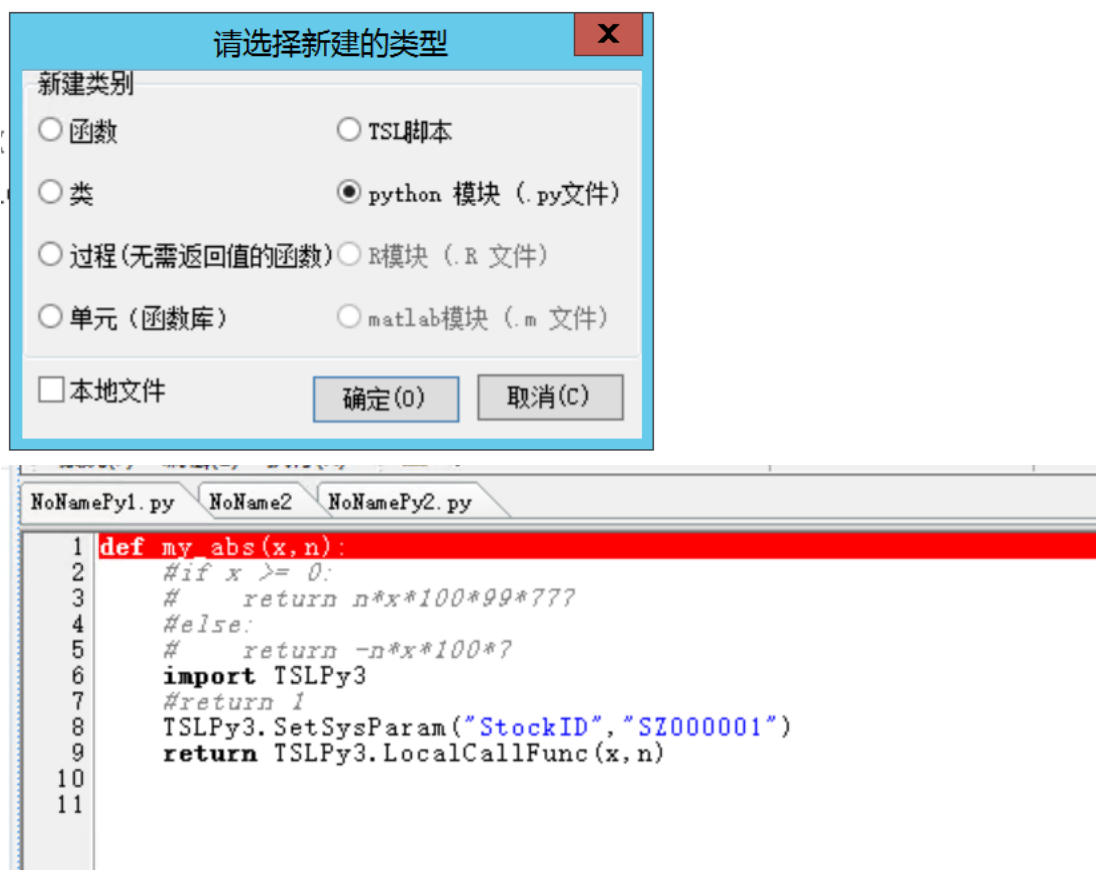 请选择新建的类型
X
新建类别
函数
TSL脚本
类
python 模块 (.py文件)
过程(无需返回值的函数)
R模块 (.R 文件)
单元 (函数库)
matlab模块 (.m 文件)
本地文件
确定(O)
取消(C)
NoNamePy1.py
NoName2
NoNamePy2.py
1 def my_abs(x,n):
2 #if x >= 0:
3 #    return n*x*100*99*777
4 #else:
5 #    return -n*x*100*?
6 import TSLPy3
7 #return 1
8 TSLPy3.SetSysParam("StockID","SZ000001")
9 return TSLPy3.LocalCallFunc(x,n)
10
11